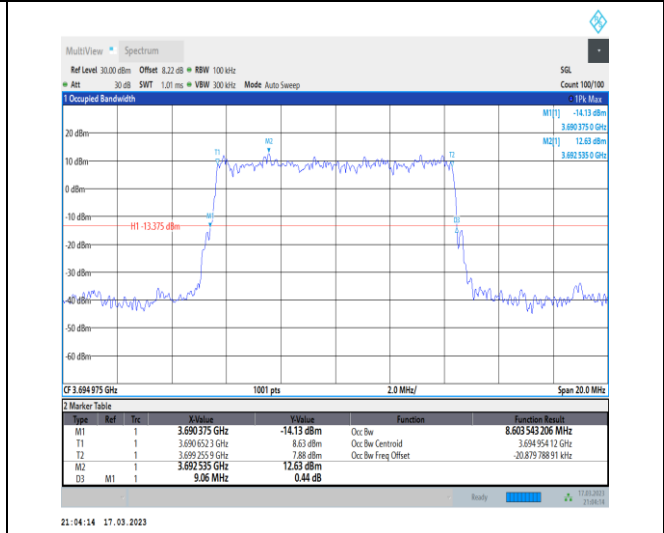 MultiView Spectrum
Ref Level 30.00 dBm Offset 8.22 dB RBW 100 kHz SGL
Att 30 dB SWT 1.01 ms VBW 300 kHz Mode Auto Sweep Count 100/100
1 Occupied Bandwidth 1Pk Max
M1[1] -14.13 dBm
3.690 375 0 GHz
M2[1] 12.63 dBm
3.692 535 0 GHz
20 dBm
M2
T1
T2
10 dBm
0 dBm
-10 dBm
M1
D3
H1 -13.375 dBm
-20 dBm
-30 dBm
-40 dBm
-50 dBm
-60 dBm
CF 3.694 975 GHz 1001 pts 2.0 MHz/ Span 20.0 MHz
2 Marker Table
Type Ref Trc X-Value Y-Value Function Function Result
M1 1 3.690 375 GHz -14.13 dBm Occ Bw 8.603 543 206 MHz
T1 1 3.690 652 3 GHz 8.63 dBm Occ Bw Centroid 3.694 954 12 GHz
T2 1 3.699 255 9 GHz 7.88 dBm Occ Bw Freq Offset -20.879 788 91 kHz
M2 1 3.692 535 GHz 12.63 dBm
D3 M1 1 9.06 MHz 0.44 dB
Ready 17.03.2023
21:04:14
21:04:14 17.03.2023